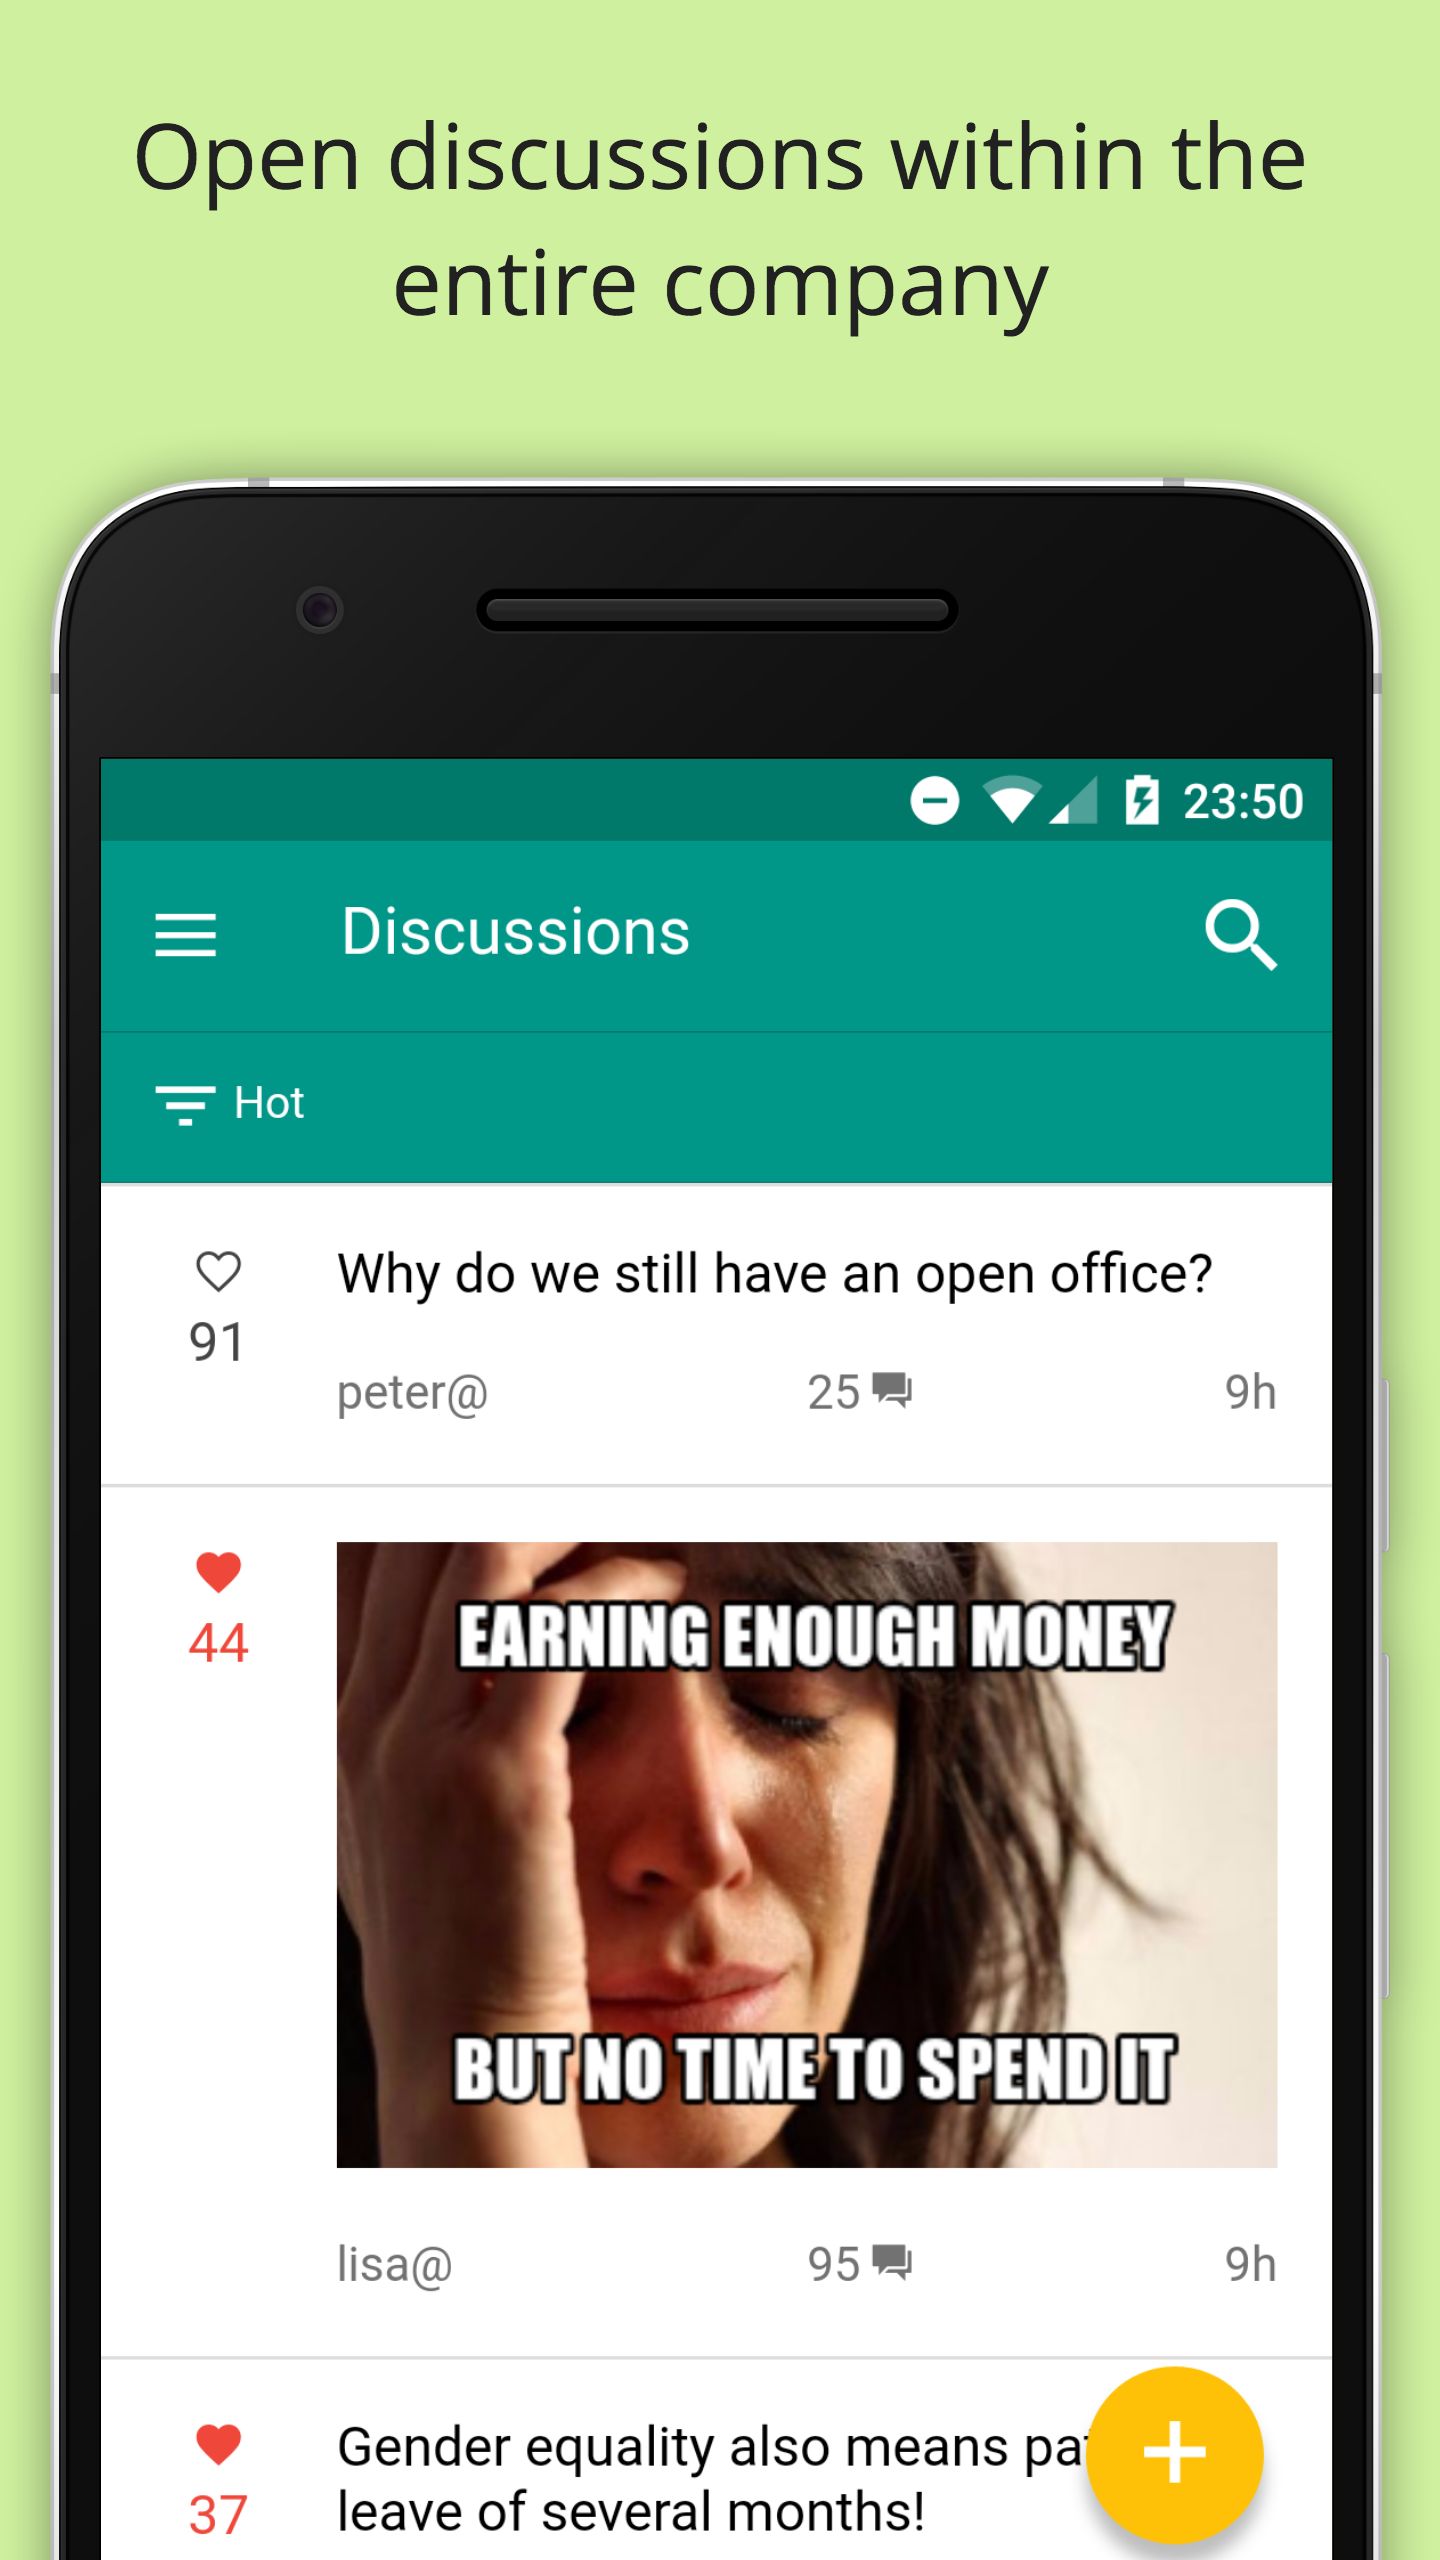 Open discussions within the
entire company
23:50
Discussions
Hot
Why do we still have an open office?
91
peter@ 25 9h
44
EARNING ENOUGH MONEY
BUT NO TIME TO SPEND IT
lisa@ 95 9h
Gender equality also means
37 leave of several months!